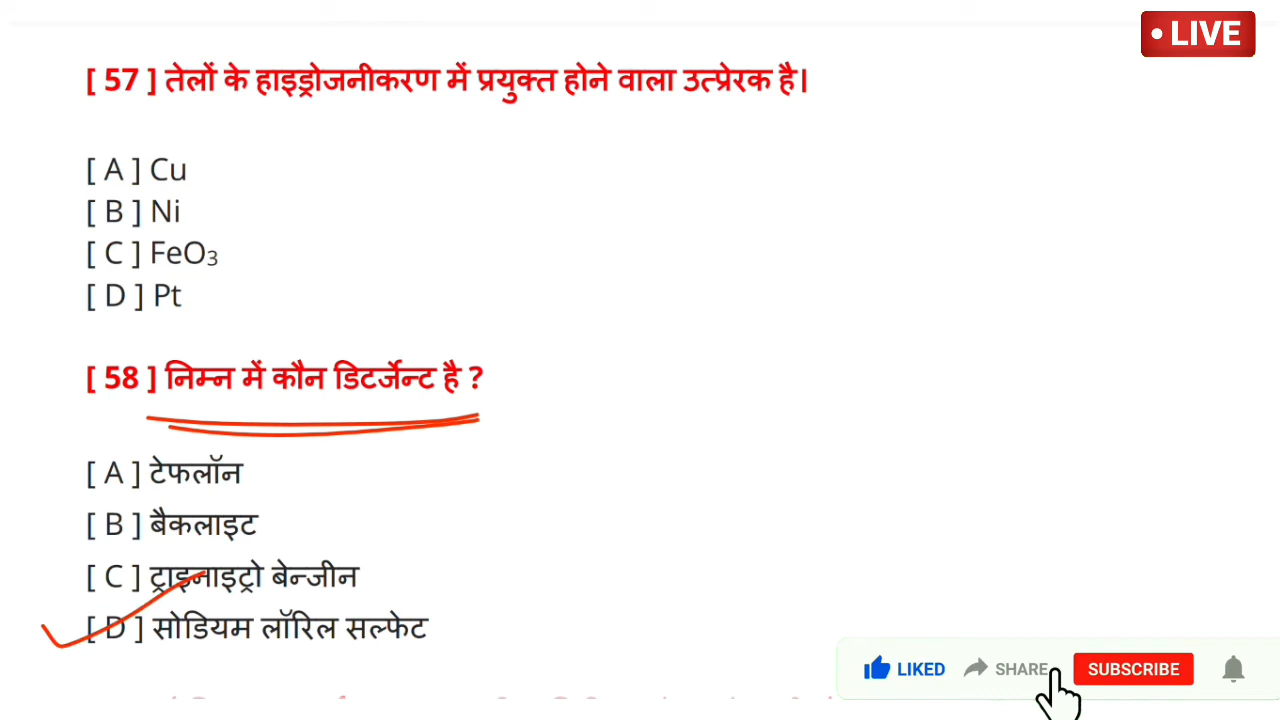 • LIVE
[ 57 ] तेलों के हाइड्रोजनीकरण में प्रयुक्त होने वाला उत्प्रेरक है।
[ A ] Cu
[ B ] Ni
[ C ] FeO₃
[ D ] Pt
[ 58 ] निम्न में कौन डिटर्जेन्ट है ?
[ A ] टेफलॉन
[ B ] बैकलाइट
[ C ] ट्राइनाइट्रो बेन्जीन
[ D ] सोडियम लॉरिल सल्फेट
LIKED SHARE SUBSCRIBE